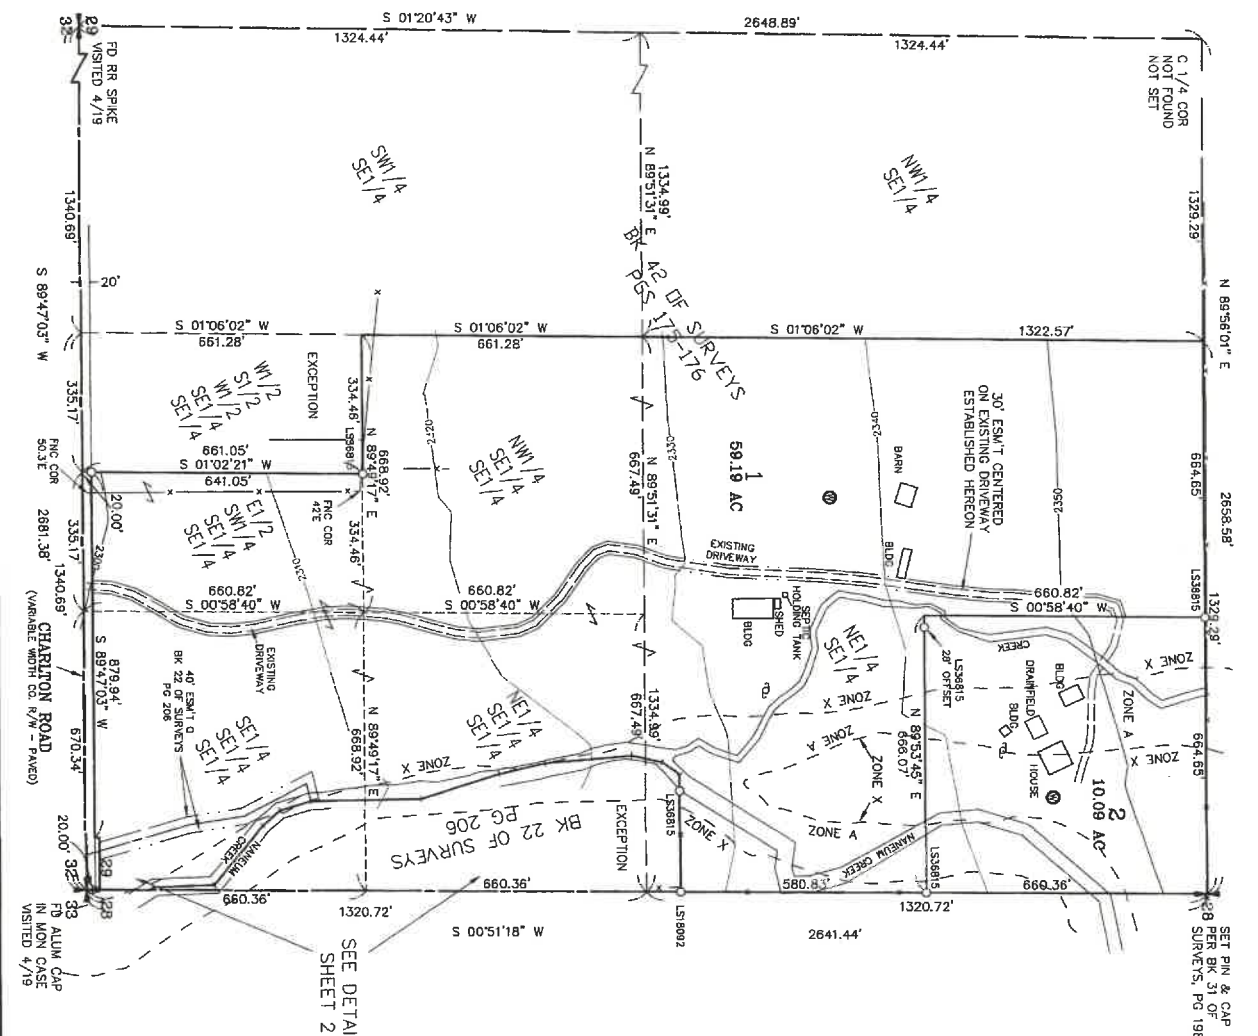 S 01°20'43" W
2648.89'
1324.44'
1324.44'
C 1/4 COR
NOT FOUND
NOT SET
29
32
FD RR SPIKE
VISITED 4/19
SW1/4
SE1/4
NW1/4
SE1/4
1334.99'
N 89°51'31" E
BK 42 OF SURVEYS
PGS 175-176
1340.69'
1329.29'
N 89°56'01" E
2658.58'
S 89°47'03" W
20'
S 01°06'02" W
661.28'
S 01°06'02" W
661.28'
S 01°06'02" W
1322.57'
EXCEPTION
W1/2
S1/2
W1/2
SE1/4
SE1/4
335.17'
334.46'
LS36815
668.92'
N 89°49'17" E
334.46'
2420
NW1/4
SE1/4
SE1/4
2330
2340
2350
30' ESM'T CENTERED
ON EXISTING DRIVEWAY
ESTABLISHED HEREON
1
59.19 AC
BARN
W
BLDG
664.65'
661.05'
S 01°02'21" W
641.05'
FNC COR
50.3'E
FNC COR
42'E
20.00'
E1/2
SW1/4
SE1/4
SE1/4
2310
2300
N 89°51'31" E
667.49'
EXISTING
DRIVEWAY
2681.38'
335.17'
1340.69'
660.82'
S 00°58'40" W
660.82'
S 00°58'40" W
660.82'
S 00°58'40" W
LS38815
1329.29'
SEPTIC
HOLDING TANK
SHED
BLDG
CHARLTON ROAD
(VARIABLE WIDTH CO. R/W - PAVED)
S 89°47'03" W
879.94'
EXISTING
DRIVEWAY
40' ESM'T Q
BK 22 OF SURVEYS
PG 206
SE1/4
SE1/4
SE1/4
NE1/4
SE1/4
SE1/4
NE1/4
SE1/4
LS36815
28' OFFSET
CREEK
ZONE X
BLDG
DRAINFIELD
BLDG
HOUSE
ZONE A
ZONE X
W
2
10.09 AC
664.65'
670.34'
N 89°49'17" E
668.92'
ZONE X
1334.99'
667.49'
ZONE X
ZONE A
ZONE X
N 89°53'45" E
666.07'
ZONE A
ZONE X
NANEUM CREEK
LS36815
LS36815
BK 22 OF SURVEYS
PG 206
EXCEPTION
NANEUM
CREEK
20.00'
29
32
28
33
660.36'
1320.72'
660.36'
580.83'
1320.72'
660.36'
28
S 00°51'18" W
LS18092
2641.44'
FD ALUM CAP
IN MON CASE
VISITED 4/19
SEE DETAI
SHEET 2
SET PIN & CAP
PER BK 31 OF
SURVEYS, PG 198